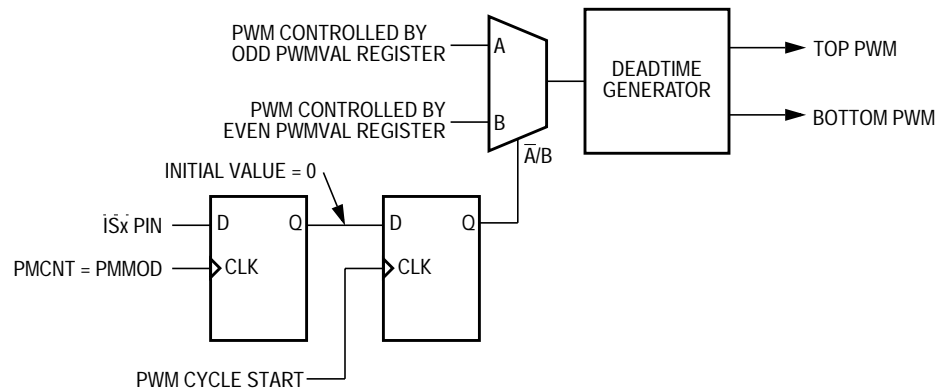 PWM CONTROLLED BY
ODD PWMVAL REGISTER
A
DEADTIME
GENERATOR
TOP PWM
PWM CONTROLLED BY
EVEN PWMVAL REGISTER
B
BOTTOM PWM
A̅/B
INITIAL VALUE = 0
ISx PIN
D
Q
D
Q
PMCNT = PMMOD
CLK
CLK
PWM CYCLE START